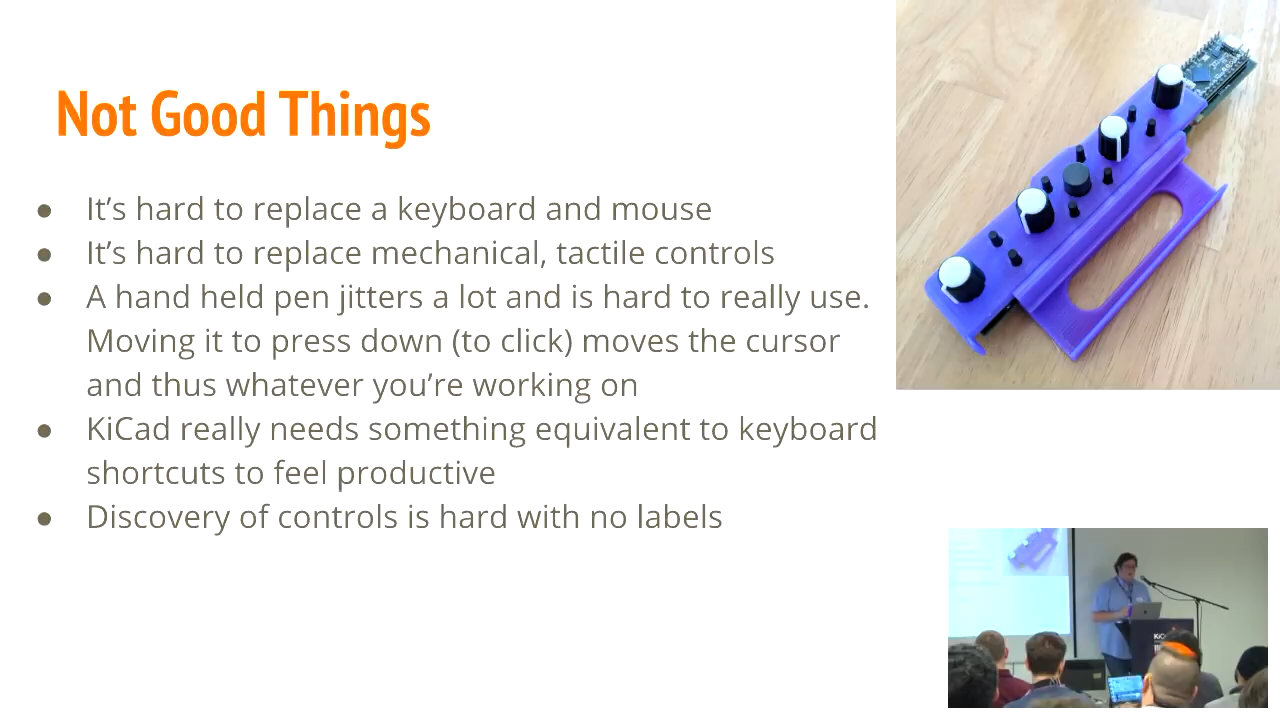 Not Good Things
● It’s hard to replace a keyboard and mouse
● It’s hard to replace mechanical, tactile controls
● A hand held pen jitters a lot and is hard to really use.
Moving it to press down (to click) moves the cursor
and thus whatever you’re working on
● KiCad really needs something equivalent to keyboard
shortcuts to feel productive
● Discovery of controls is hard with no labels